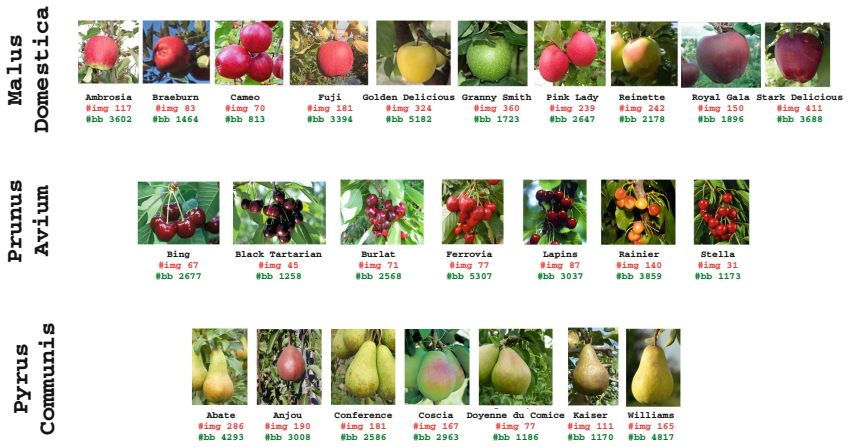 Malus
Domestica
Ambrosia Braeburn Cameo Fuji Golden Delicious Granny Smith Pink Lady Reinette Royal Gala Stark Delicious
#img 117 #img 83 #img 70 #img 181 #img 324 #img 360 #img 239 #img 242 #img 150 #img 411
#bb 3602 #bb 1464 #bb 813 #bb 3394 #bb 5182 #bb 1723 #bb 2647 #bb 2178 #bb 1896 #bb 3688
Prunus
Avium
Bing Black Tartarian Burlat Ferrovia Lapins Rainier Stella
#img 67 #img 45 #img 71 #img 77 #img 87 #img 140 #img 31
#bb 2677 #bb 1258 #bb 2568 #bb 5307 #bb 3037 #bb 3859 #bb 1173
Pyrus
Communis
Abate Anjou Conference Coscia Doyenne du Comice Kaiser Williams
#img 286 #img 190 #img 181 #img 167 #img 77 #img 111 #img 165
#bb 4293 #bb 3008 #bb 2586 #bb 2963 #bb 1186 #bb 1170 #bb 4817